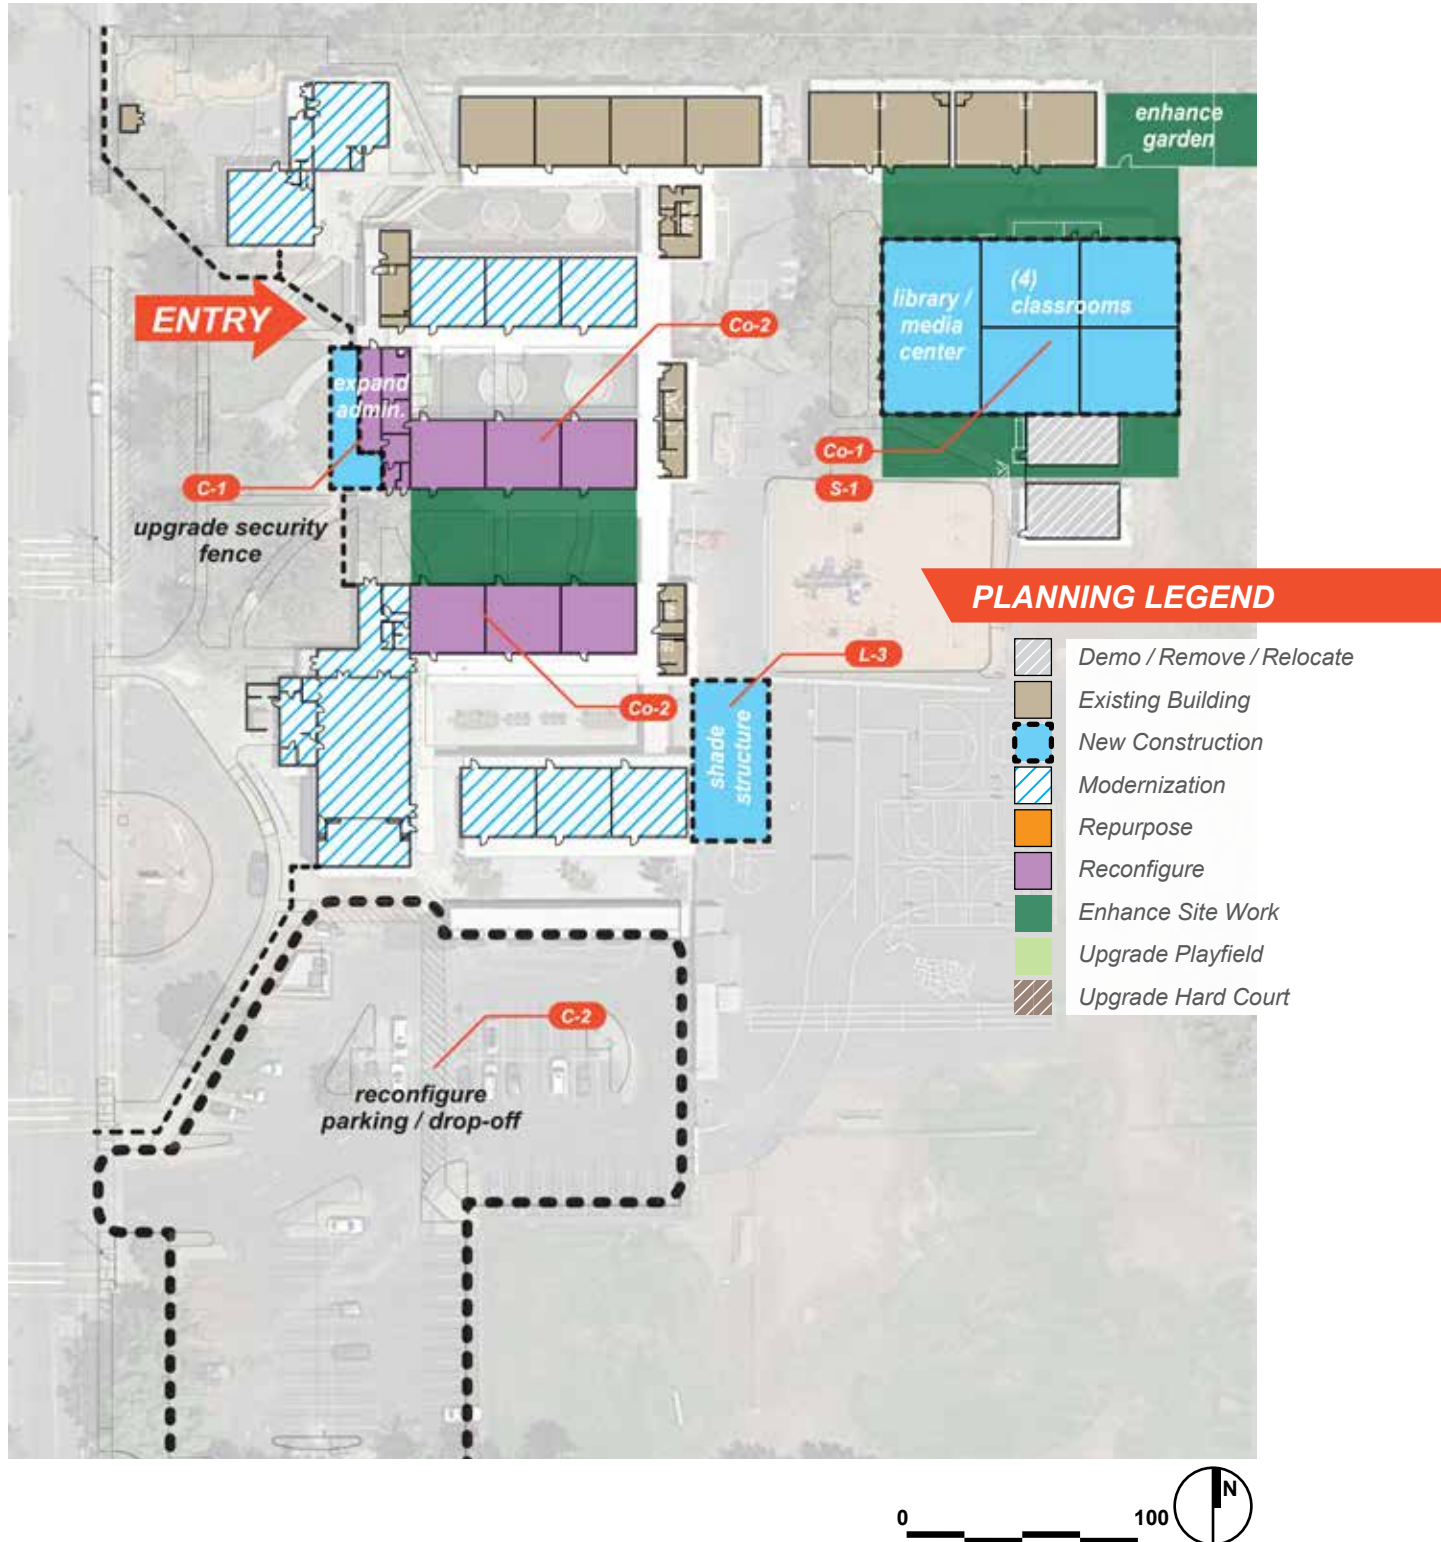 enhance
garden
ENTRY
Co-2
library /
media
center
(4)
classrooms
expand
admin.
Co-1
C-1
S-1
upgrade security
fence
PLANNING LEGEND
L-3
Co-2
shade
structure
Demo / Remove / Relocate
Existing Building
New Construction
Modernization
Repurpose
Reconfigure
Enhance Site Work
Upgrade Playfield
Upgrade Hard Court
C-2
reconfigure
parking / drop-off
0
100
N